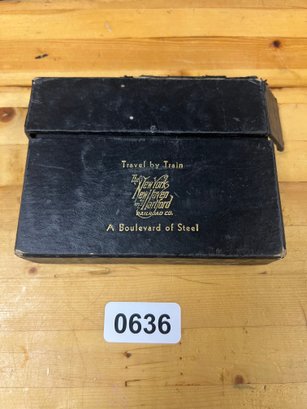 Travel by Train
The New York
New Haven
and Hartford
RAILROAD CO.
A Boulevard of Steel
0636